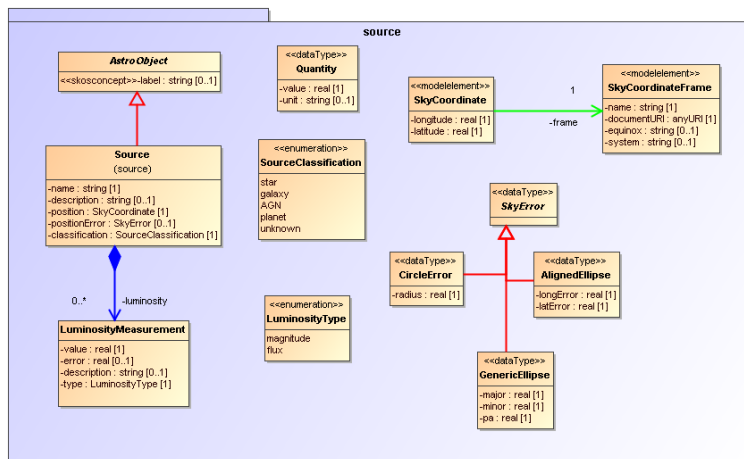 source
AstroObject
<<skosconcept>>-label : string [0..1]
<<dataType>>
Quantity
-value : real [1]
-unit : string [0..1]
<<modelelement>>
SkyCoordinate
-longitude : real [1]
-latitude : real [1]
1
-frame
<<modelelement>>
SkyCoordinateFrame
-name : string [1]
-documentURI : anyURI [1]
-equinox : string [0..1]
-system : string [0..1]
Source
(source)
-name : string [1]
-description : string [0..1]
-position : SkyCoordinate [1]
-positionError : SkyError [0..1]
-classification : SourceClassification [1]
<<enumeration>>
SourceClassification
star
galaxy
AGN
planet
unknown
<<dataType>>
SkyError
<<dataType>>
CircleError
-radius : real [1]
<<dataType>>
AlignedEllipse
-longError : real [1]
-latError : real [1]
0..*
-luminosity
<<enumeration>>
LuminosityType
magnitude
flux
LuminosityMeasurement
-value : real [1]
-error : real [0..1]
-description : string [0..1]
-type : LuminosityType [1]
<<dataType>>
GenericEllipse
-major : real [1]
-minor : real [1]
-pa : real [1]